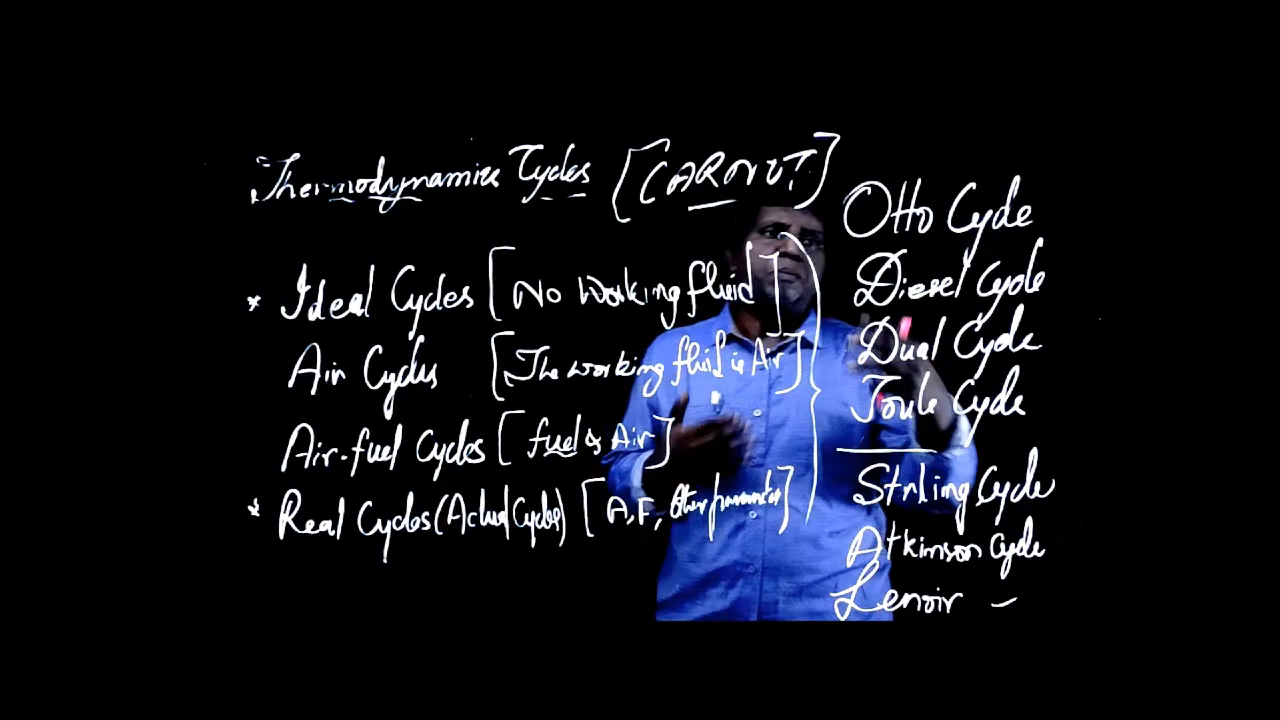 Thermodynamics Cycles [CARNOT]
* Ideal Cycles [No working fluid]
Air Cycles [The working fluid is Air]
Air-fuel Cycles [fuel & Air]
* Real Cycles (Actual Cycles) [A, F, Other parameters]
Otto Cycle
Diesel Cycle
Dual Cycle
Joule Cycle
Strling Cycle
Atkinson Cycle
Lenoir -